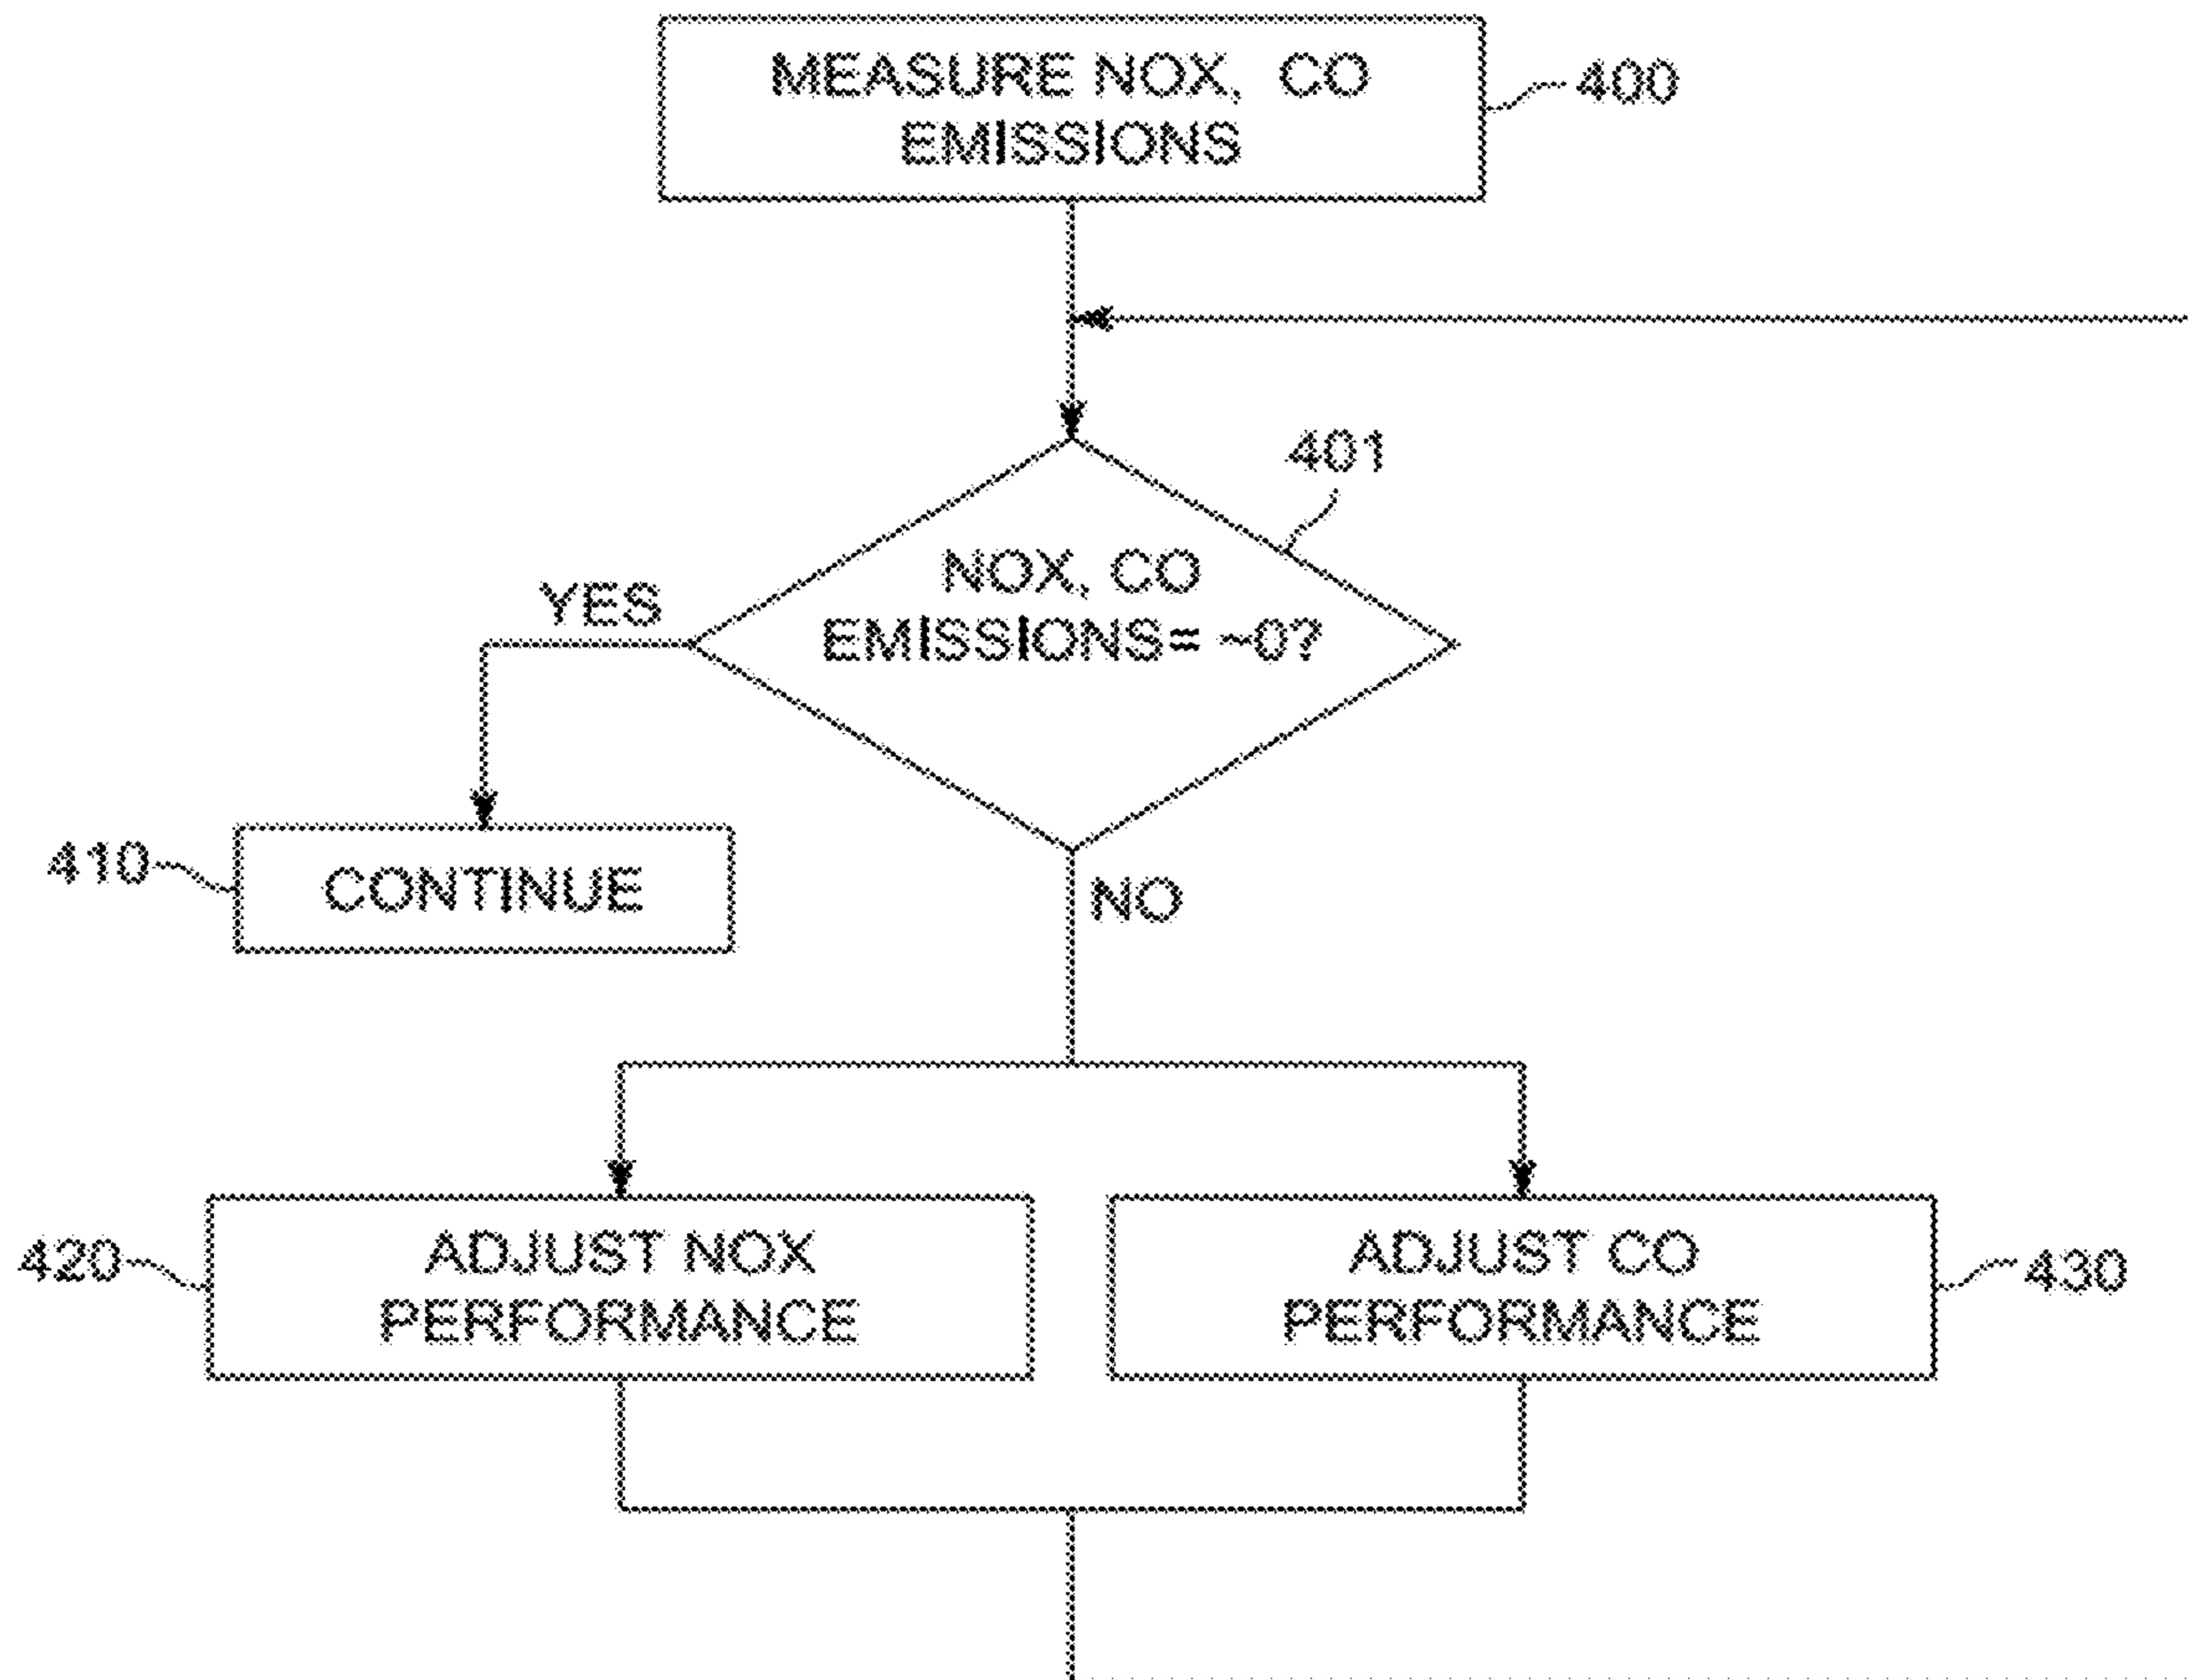 MEASURE NOX, CO
EMISSIONS
400
401
NOX, CO
EMISSIONS= ~0?
YES
410
CONTINUE
NO
420
ADJUST NOX
PERFORMANCE
ADJUST CO
PERFORMANCE
430